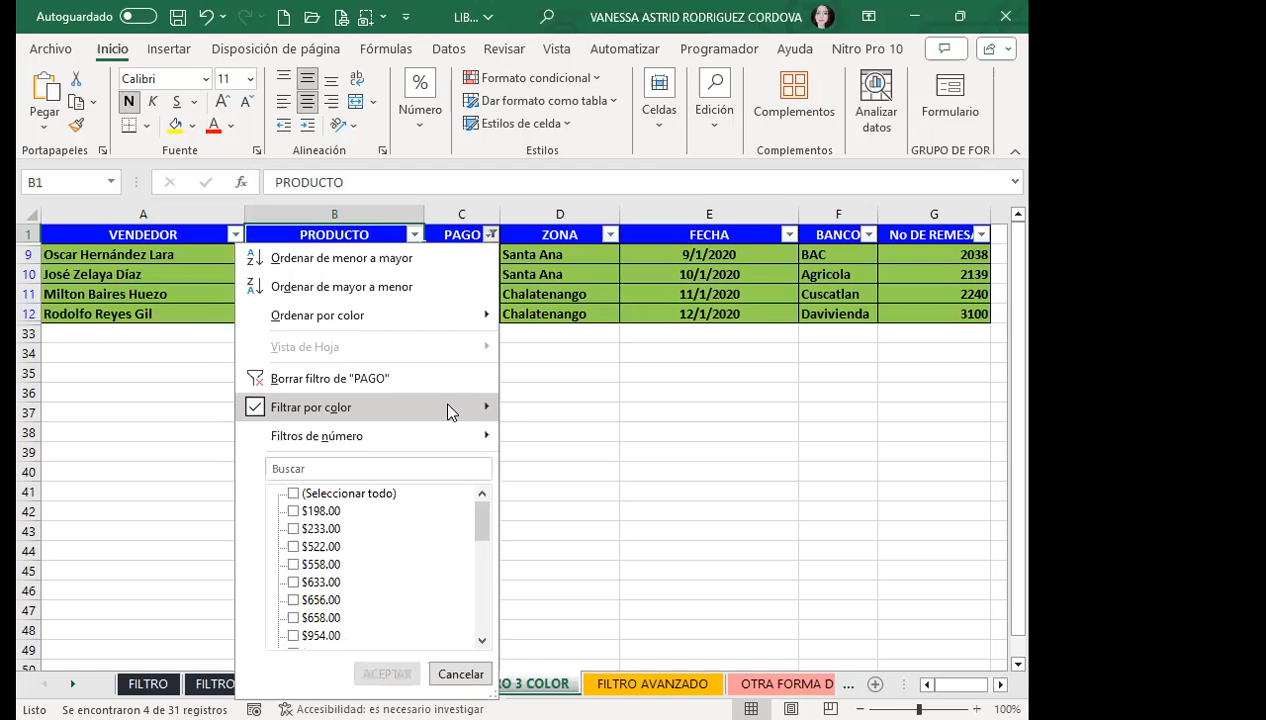 Autoguardado
LIB...
VANESSA ASTRID RODRIGUEZ CORDOVA
Archivo Inicio Insertar Disposición de página Fórmulas Datos Revisar Vista Automatizar Programador Ayuda Nitro Pro 10
Pegar
Calibri 11
N K S
Número
Formato condicional
Dar formato como tabla
Estilos de celda
Celdas
Edición
Complementos
Analizar
datos
Formulario
Portapapeles Fuente Alineación Estilos Complementos GRUPO DE FOR
B1
fx PRODUCTO
A B C D E F G
1 VENDEDOR PRODUCTO PAGO ZONA FECHA BANCO No DE REMESA
9 Oscar Hernández Lara Santa Ana 9/1/2020 BAC 2038
10 José Zelaya Díaz Santa Ana 10/1/2020 Agricola 2139
11 Milton Baires Huezo Chalatenango 11/1/2020 Cuscatlan 2240
12 Rodolfo Reyes Gil Chalatenango 12/1/2020 Davivienda 3100
33
34
35
36
37
38
39
40
41
42
43
44
45
46
47
48
49
50
Ordenar de menor a mayor
Ordenar de mayor a menor
Ordenar por color
Vista de Hoja
Borrar filtro de "PAGO"
Filtrar por color
Filtros de número
Buscar
(Seleccionar todo)
$198.00
$233.00
$522.00
$558.00
$633.00
$656.00
$658.00
$954.00
ACEPTAR Cancelar
FILTRO FILTRO O 3 COLOR FILTRO AVANZADO OTRA FORMA D ...
Listo Se encontraron 4 de 31 registros Accesibilidad: es necesario investigar 100%